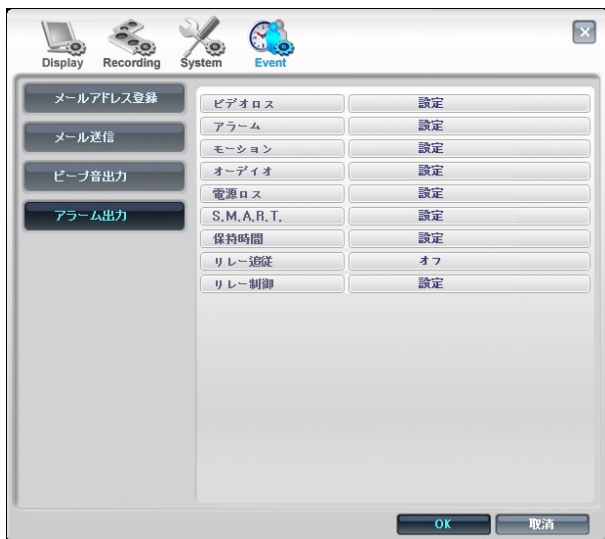 Display Recording System Event
メールアドレス登録
メール送信
ビープ音出力
アラーム出力
ビデオロス 設定
アラーム 設定
モーション 設定
オーディオ 設定
電源ロス 設定
S.M.A.R.T. 設定
保持時間 設定
リレー追従 オフ
リレー制御 設定
OK 取消